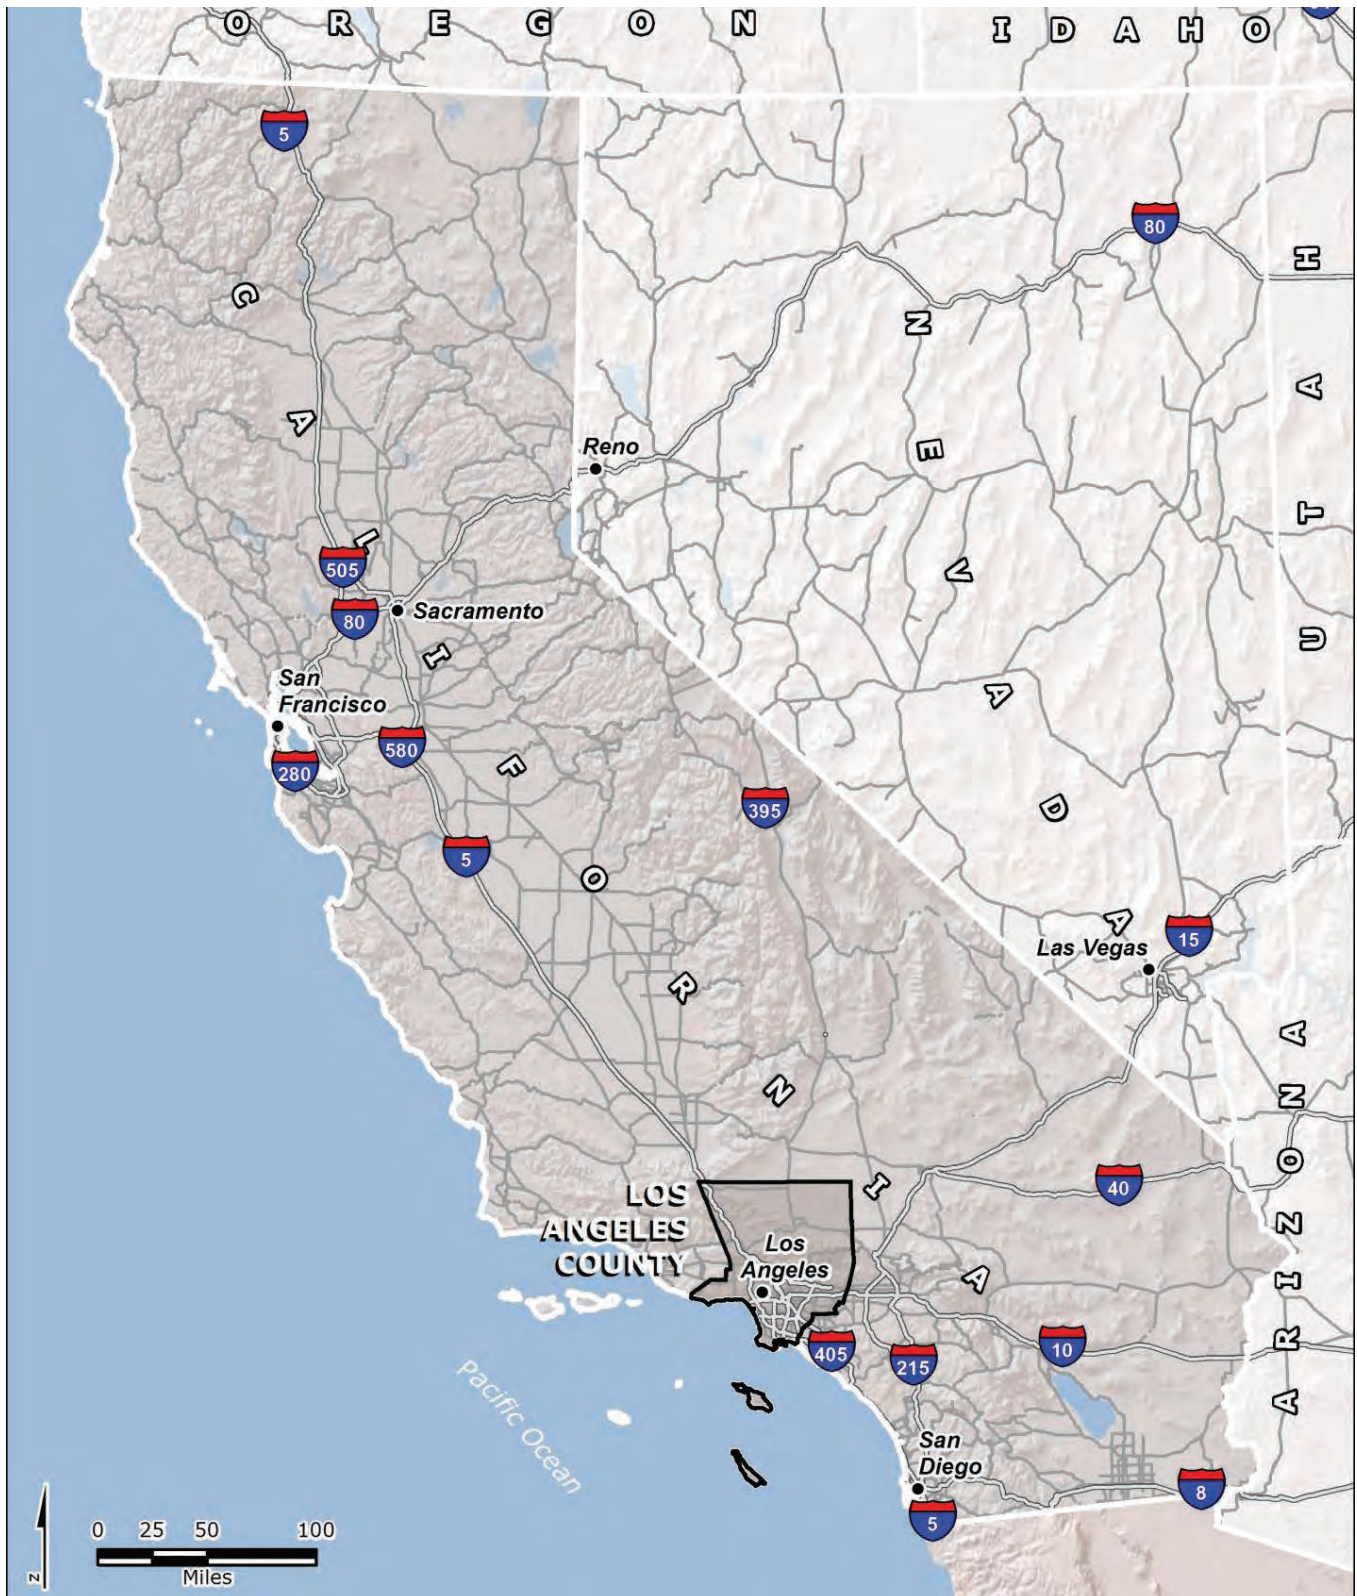 OREGON
IDAHO
5
80
UTAH
NEVADA
CALIFORNIA
Reno
505
80
Sacramento
San
Francisco
580
280
395
5
15
Las Vegas
ARIZONA
40
LOS
ANGELES
COUNTY
Los
Angeles
405
215
10
Pacific Ocean
San
Diego
8
5
N
0 25 50 100
Miles